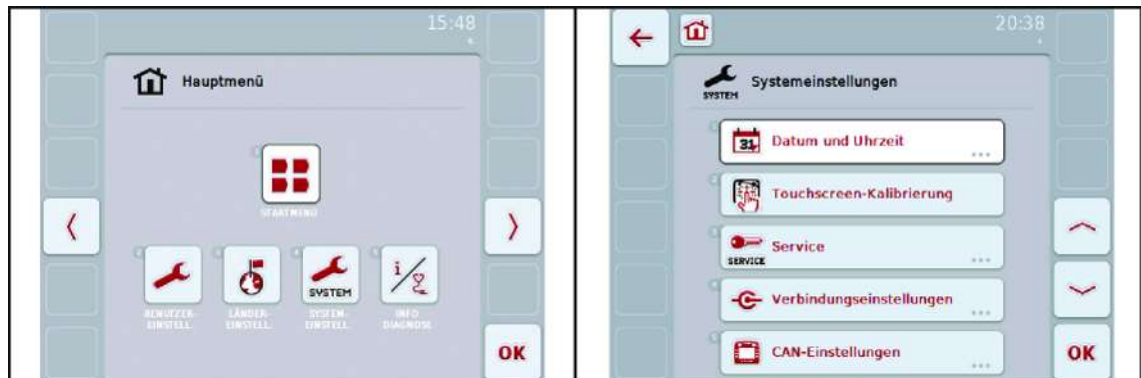 15:48
Hauptmenü
STARTMENÜ
BENUTZER-
EINSTELL.
LÄNDER-
EINSTELL.
SYSTEM
SYSTEM-
EINSTELL.
i
INFO
DIAGNOSE
OK
20:38
SYSTEM
Systemeinstellungen
31
Datum und Uhrzeit
...
Touchscreen-Kalibrierung
SERVICE
Service
...
Verbindungseinstellungen
...
CAN-Einstellungen
...
OK